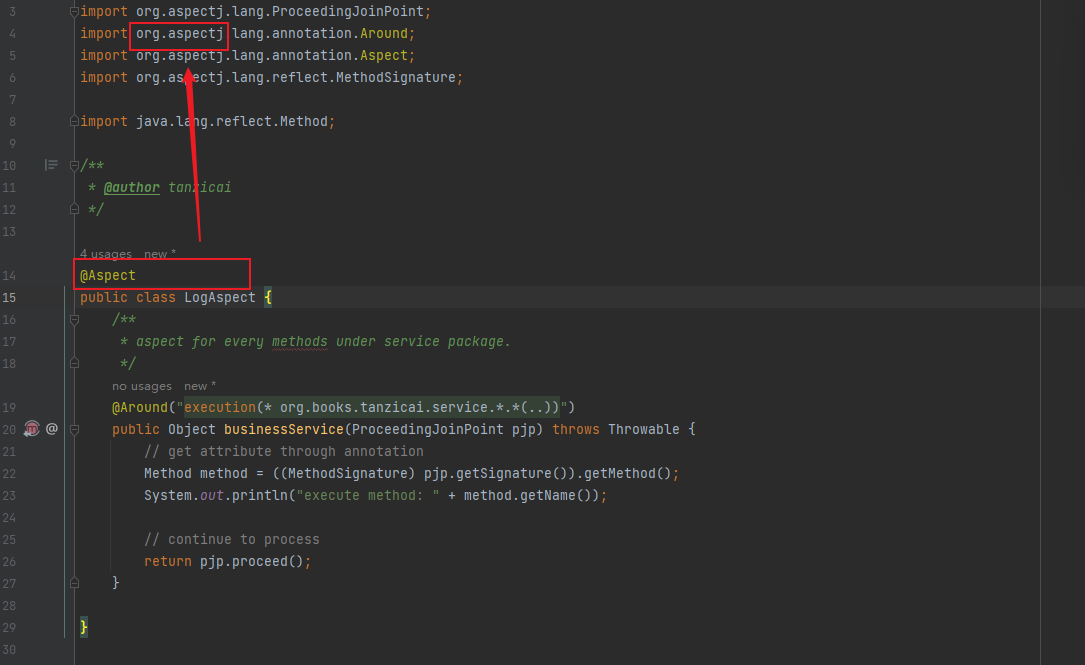 3 import org.aspectj.lang.ProceedingJoinPoint;
4 import org.aspectj.lang.annotation.Around;
5 import org.aspectj.lang.annotation.Aspect;
6 import org.aspectj.lang.reflect.MethodSignature;
7
8 import java.lang.reflect.Method;
9
10 /**
11 * @author tanzicai
12 */
13
4 usages new *
14 @Aspect
15 public class LogAspect {
16 /**
17 * aspect for every methods under service package.
18 */
no usages new *
19 @Around("execution(* org.books.tanzicai.service.*.*(..))")
20 @ public Object businessService(ProceedingJoinPoint pjp) throws Throwable {
21 // get attribute through annotation
22 Method method = ((MethodSignature) pjp.getSignature()).getMethod();
23 System.out.println("execute method: " + method.getName());
24
25 // continue to process
26 return pjp.proceed();
27 }
28
29 }
30